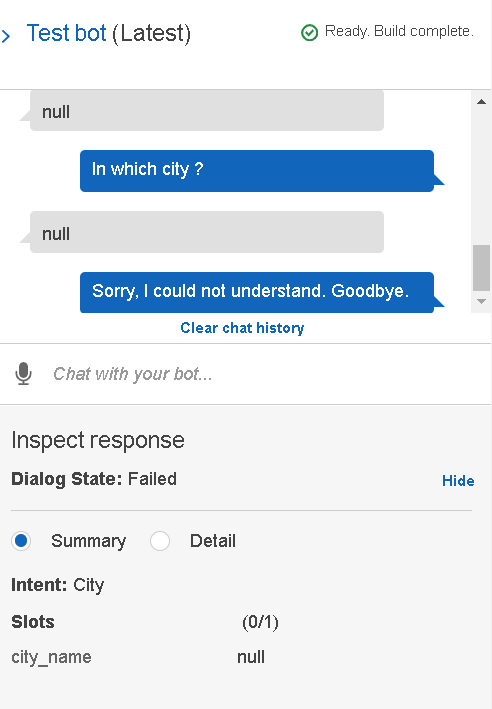 Test bot (Latest)
Ready. Build complete.
null
In which city ?
null
Sorry, I could not understand. Goodbye.
Clear chat history
Chat with your bot...
Inspect response
Dialog State: Failed
Hide
Summary Detail
Intent: City
Slots (0/1)
city_name null